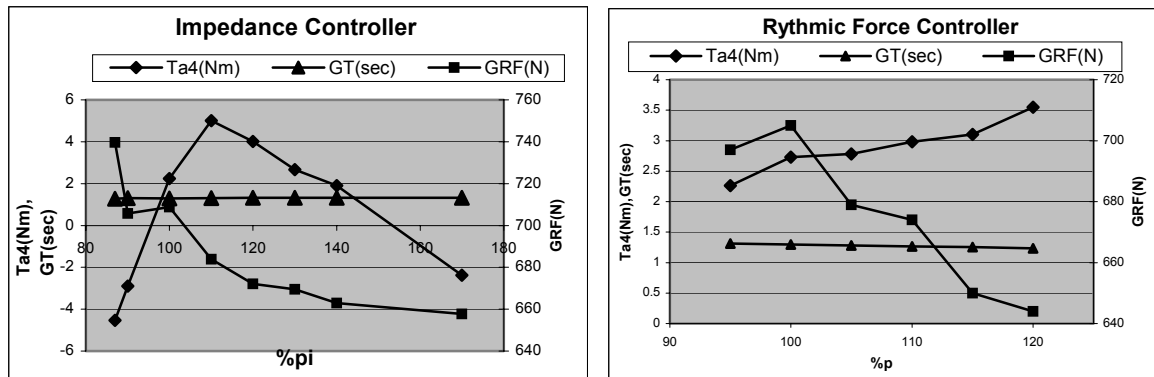 Impedance Controller
Ta4(Nm) GT(sec) GRF(N)
6
4
2
0
-2
-4
-6
80 100 120 140 160 180
760
740
720
700
680
660
640
Ta4(Nm),
GT(sec)
GRF(N)
%pi
Rythmic Force Controller
Ta4(Nm) GT(sec) GRF(N)
4
3.5
3
2.5
2
1.5
1
0.5
0
90 100 110 120
720
700
680
660
640
Ta4(Nm), GT(sec)
GRF(N)
%p